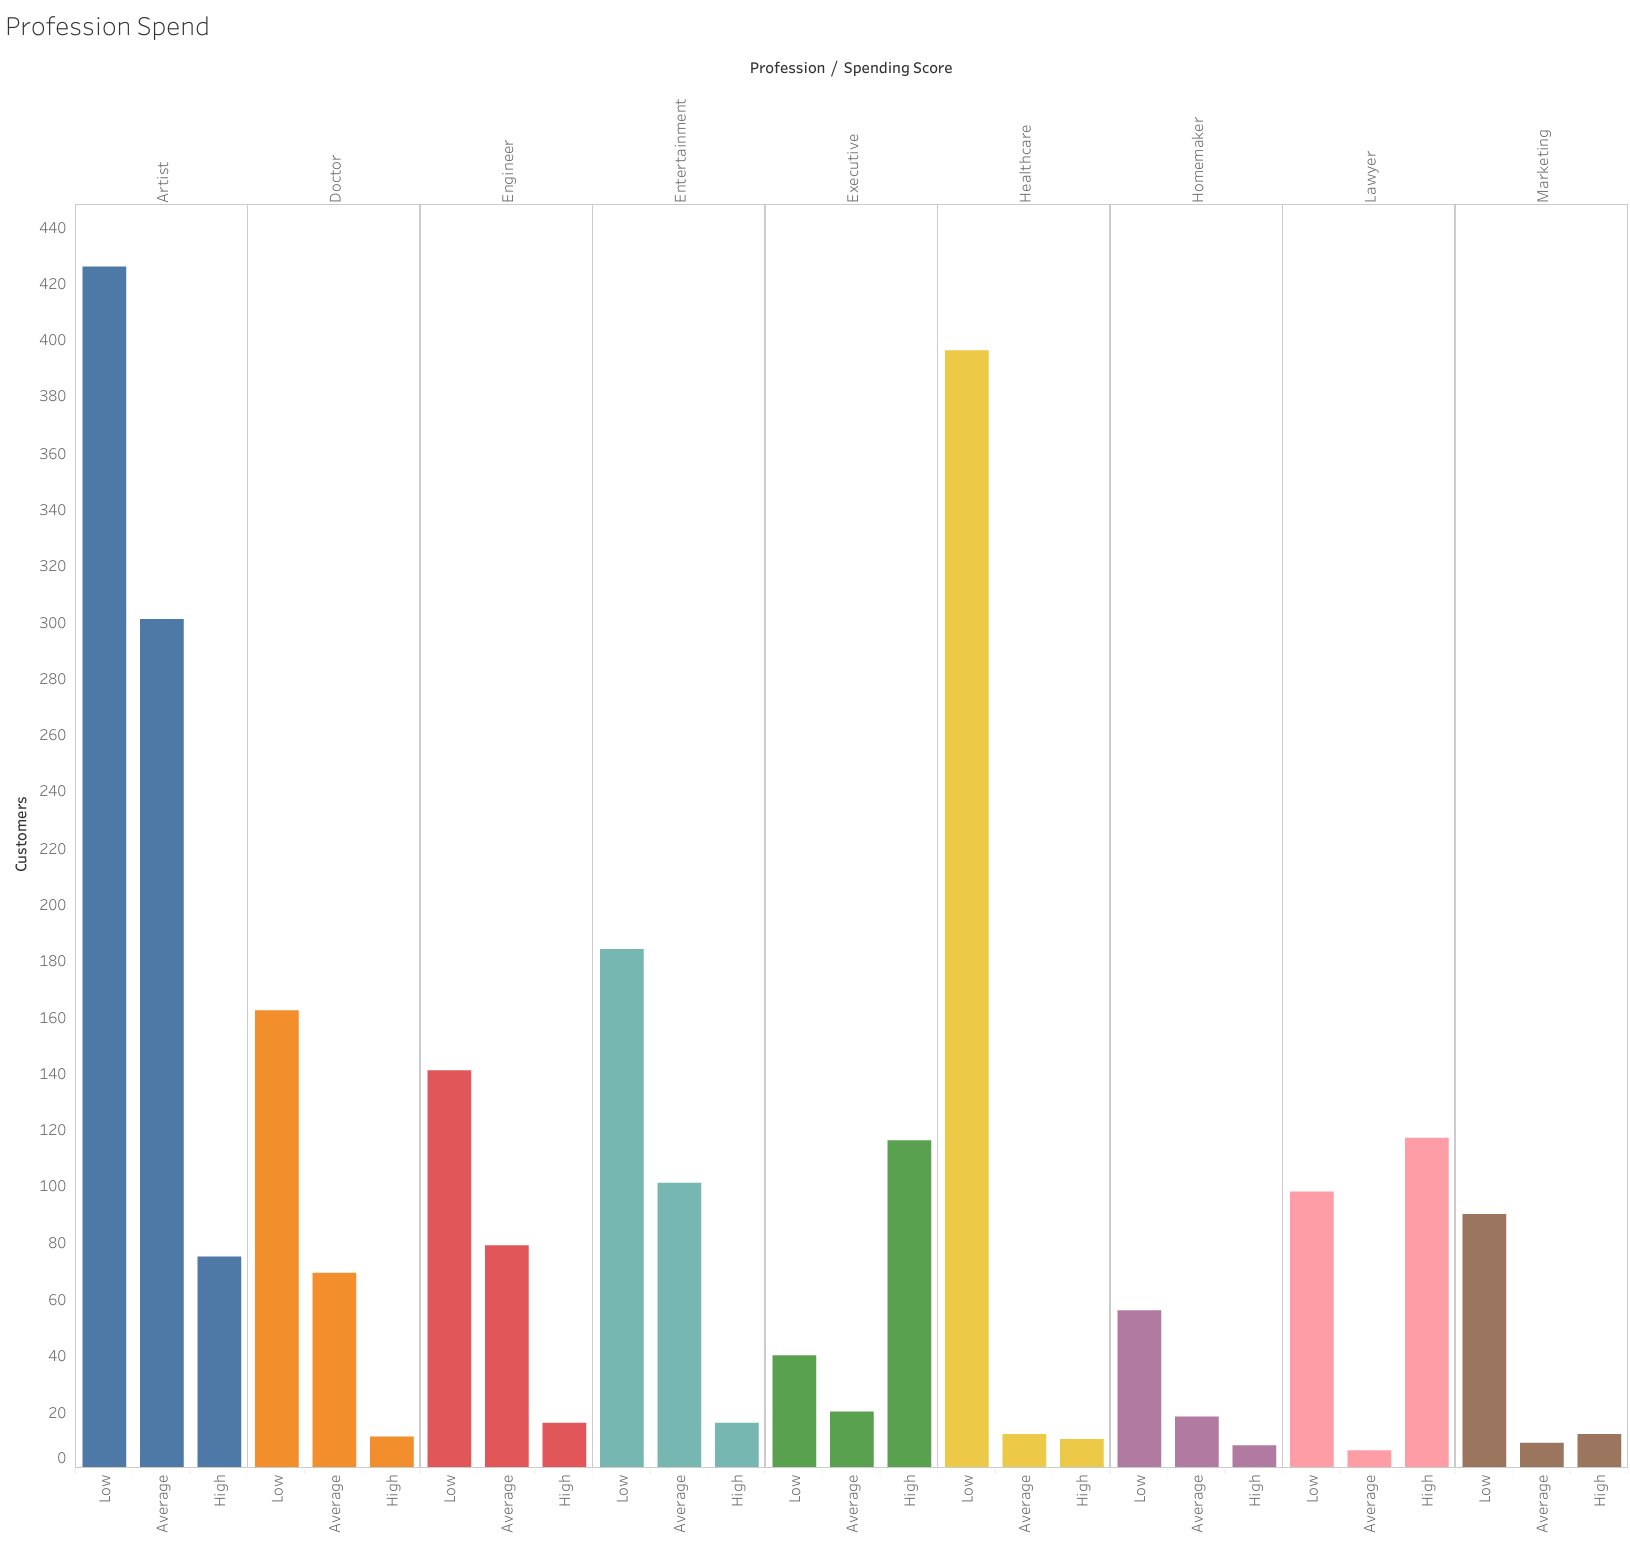 Profession Spend
Profession / Spending Score
Artist
Doctor
Engineer
Entertainment
Executive
Healthcare
Homemaker
Lawyer
Marketing
Customers
440
420
400
380
360
340
320
300
280
260
240
220
200
180
160
140
120
100
80
60
40
20
0
Low
Average
High
Low
Average
High
Low
Average
High
Low
Average
High
Low
Average
High
Low
Average
High
Low
Average
High
Low
Average
High
Low
Average
High